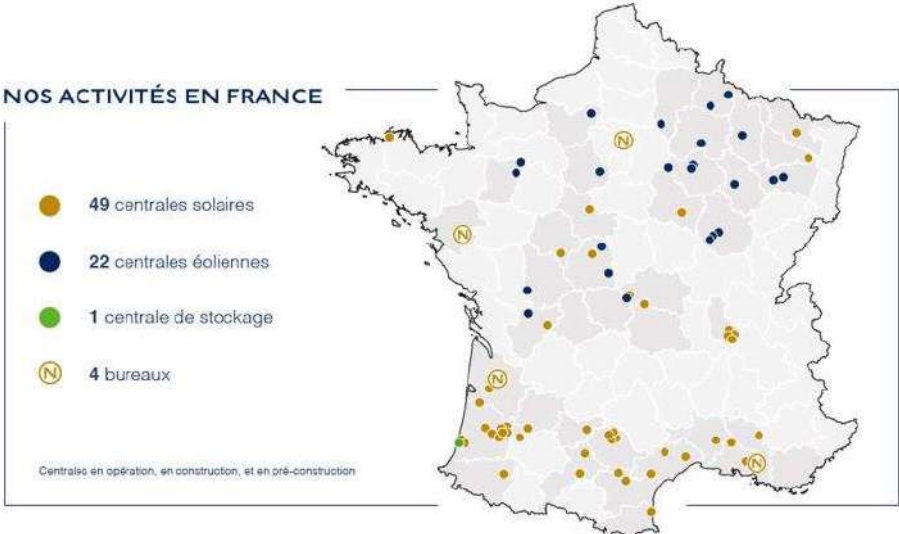 NOS ACTIVITÉS EN FRANCE
49 centrales solaires
22 centrales éoliennes
1 centrale de stockage
N 4 bureaux
Centrales en opération, en construction, et en pré-construction
N
N
N
N